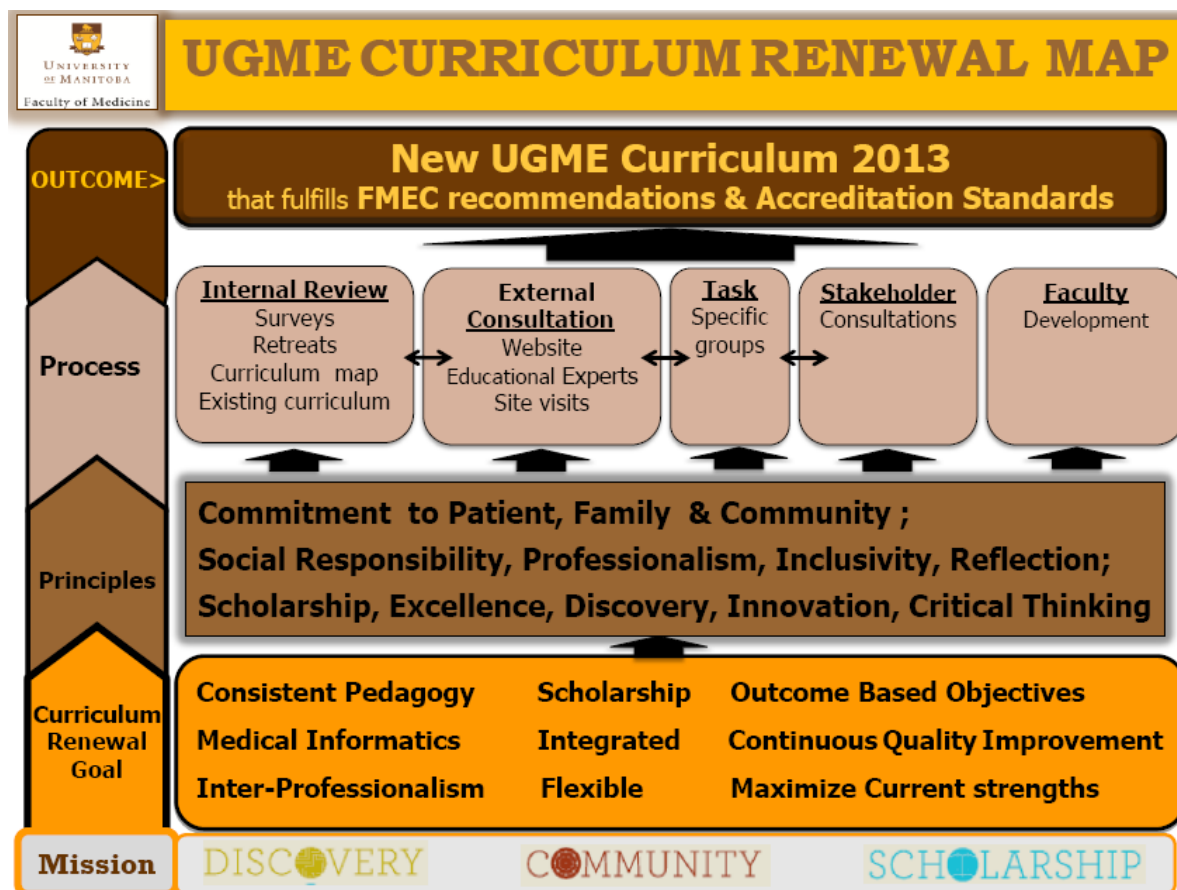 UNIVERSITY
OF MANITOBA
Faculty of Medicine
UGME CURRICULUM RENEWAL MAP
OUTCOME>
New UGME Curriculum 2013
that fulfills FMEC recommendations & Accreditation Standards
Process
Internal Review
Surveys
Retreats
Curriculum map
Existing curriculum
External
Consultation
Website
Educational Experts
Site visits
Task
Specific
groups
Stakeholder
Consultations
Faculty
Development
Principles
Commitment to Patient, Family & Community ;
Social Responsibility, Professionalism, Inclusivity, Reflection;
Scholarship, Excellence, Discovery, Innovation, Critical Thinking
Curriculum
Renewal
Goal
Consistent Pedagogy Scholarship Outcome Based Objectives
Medical Informatics Integrated Continuous Quality Improvement
Inter-Professionalism Flexible Maximize Current strengths
Mission
DISCOVERY COMMUNITY SCHOLARSHIP